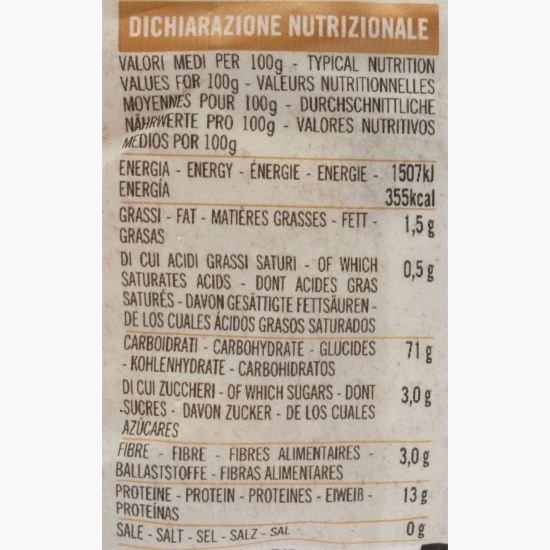 DICHIARAZIONE NUTRIZIONALE
VALORI MEDI PER 100g - TYPICAL NUTRITION
VALUES FOR 100g - VALEURS NUTRITIONNELLES
MOYENNES POUR 100g - DURCHSCHNITTLICHE
NÄHRWERTE PRO 100g - VALORES NUTRITIVOS
MEDIOS POR 100g
ENERGIA - ENERGY - ÉNERGIE - ENERGIE - 1507kJ
ENERGÍA 355kcal
GRASSI - FAT - MATIÈRES GRASSES - FETT - 1,5 g
GRASAS
DI CUI ACIDI GRASSI SATURI - OF WHICH 0,5 g
SATURATES ACIDS - DONT ACIDES GRAS
SATURÉS - DAVON GESÄTTIGTE FETTSÄUREN -
DE LOS CUALES ÁCIDOS GRASOS SATURADOS
CARBOIDRATI - CARBOHYDRATE - GLUCIDES 71 g
- KOHLENHYDRATE - CARBOHIDRATOS
DI CUI ZUCCHERI - OF WHICH SUGARS - DONT 3,0 g
SUCRES - DAVON ZUCKER - DE LOS CUALES
AZÚCARES
FIBRE - FIBRE - FIBRES ALIMENTAIRES - 3,0 g
BALLASTSTOFFE - FIBRAS ALIMENTARES
PROTEINE - PROTEIN - PROTEINES - EIWEIß - 13 g
PROTEÍNAS
SALE - SALT - SEL - SALZ - SAL 0 g